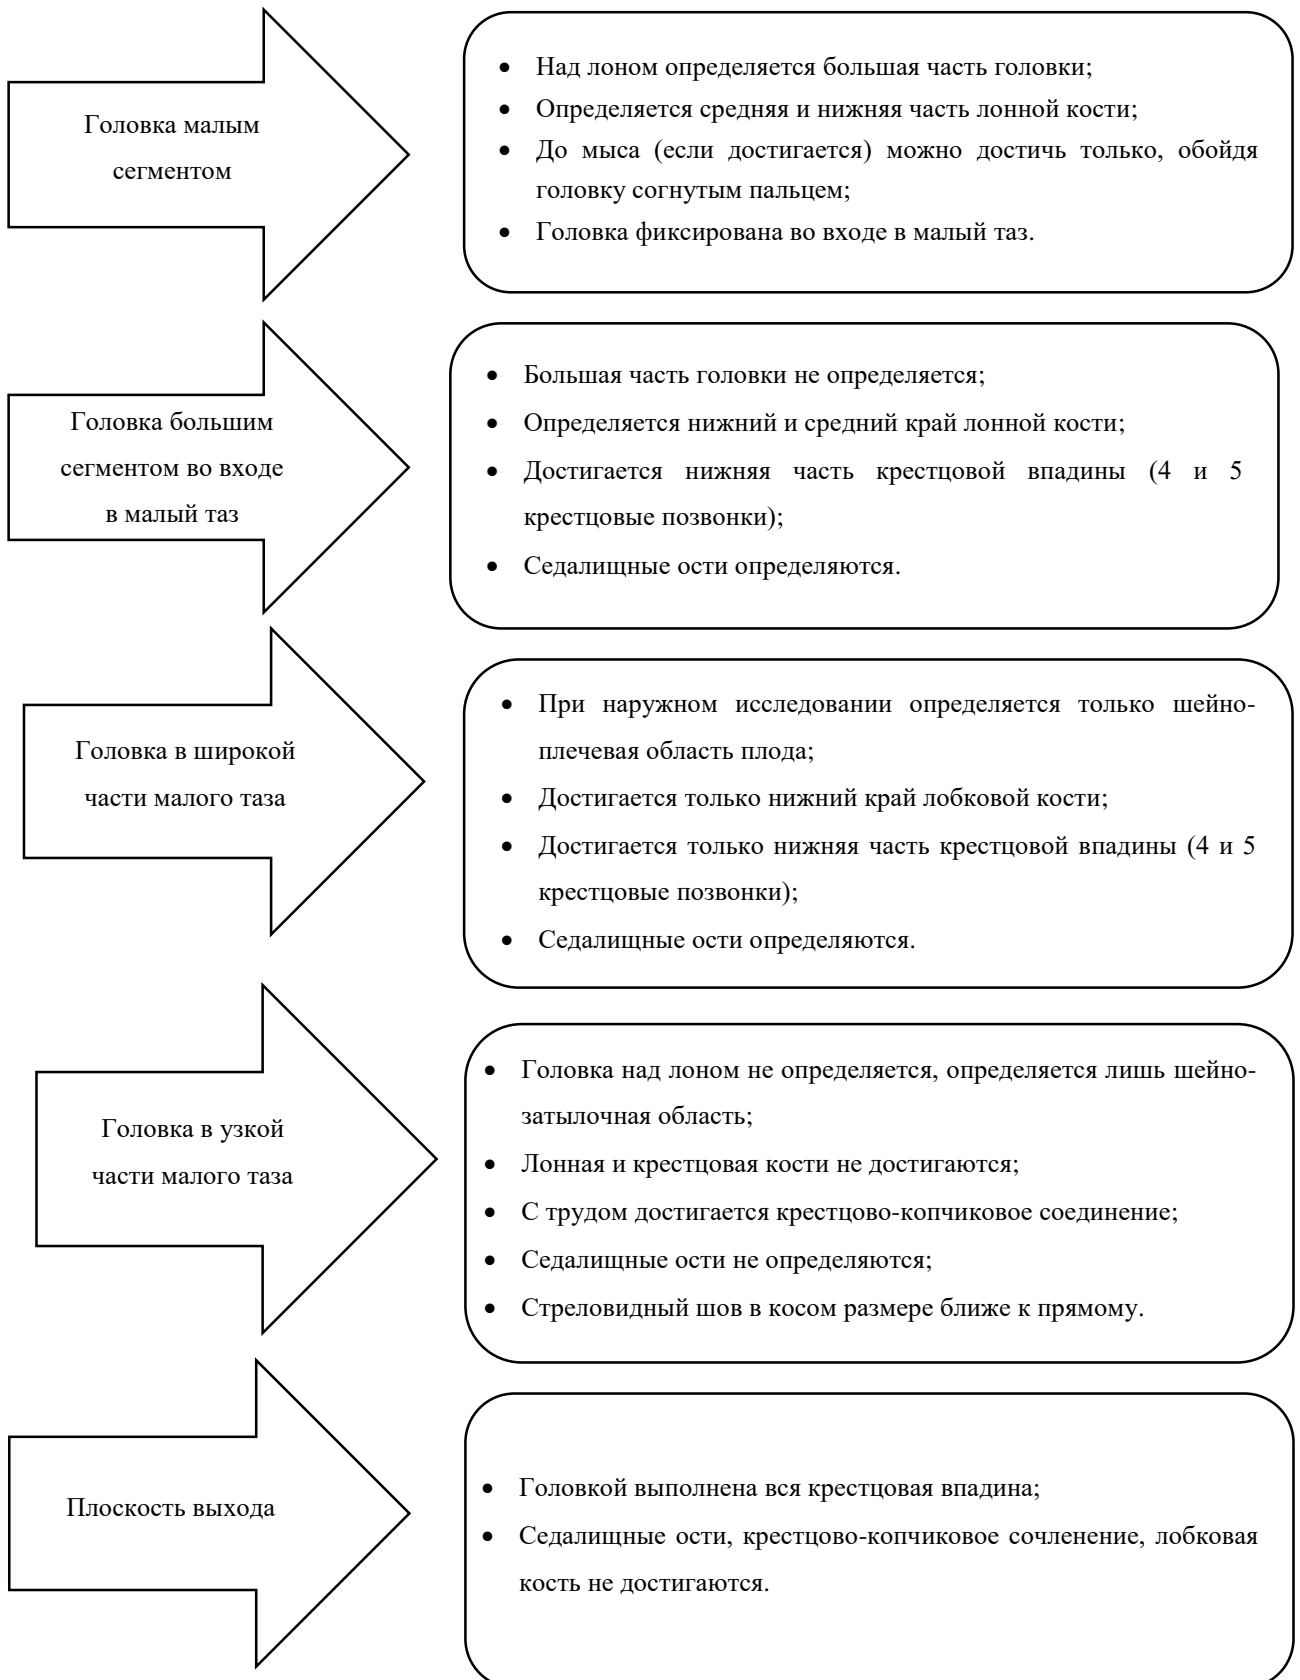 Головка малым
сегментом
• Над лоном определяется большая часть головки;
• Определяется средняя и нижняя часть лонной кости;
• До мыса (если достигается) можно достичь только, обойдя
головку согнутым пальцем;
• Головка фиксирована во входе в малый таз.
Головка большим
сегментом во входе
в малый таз
• Большая часть головки не определяется;
• Определяется нижний и средний край лонной кости;
• Достигается нижняя часть крестцовой впадины (4 и 5
крестцовые позвонки);
• Седалищные ости определяются.
Головка в широкой
части малого таза
• При наружном исследовании определяется только шейно-
плечевая область плода;
• Достигается только нижний край лобковой кости;
• Достигается только нижняя часть крестцовой впадины (4 и 5
крестцовые позвонки);
• Седалищные ости определяются.
Головка в узкой
части малого таза
• Головка над лоном не определяется, определяется лишь шейно-
затылочная область;
• Лонная и крестцовая кости не достигаются;
• С трудом достигается крестцово-копчиковое соединение;
• Седалищные ости не определяются;
• Стреловидный шов в косом размере ближе к прямому.
Плоскость выхода
• Головкой выполнена вся крестцовая впадина;
• Седалищные ости, крестцово-копчиковое сочленение, лобковая
кость не достигаются.